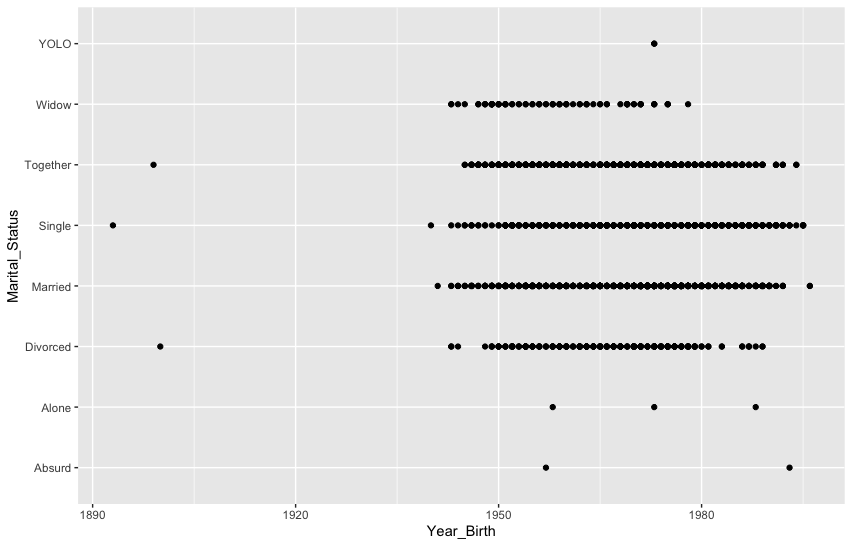 YOLO
Widow
Together
Single
Married
Divorced
Alone
Absurd
Marital_Status
1890 1920 1950 1980
Year_Birth